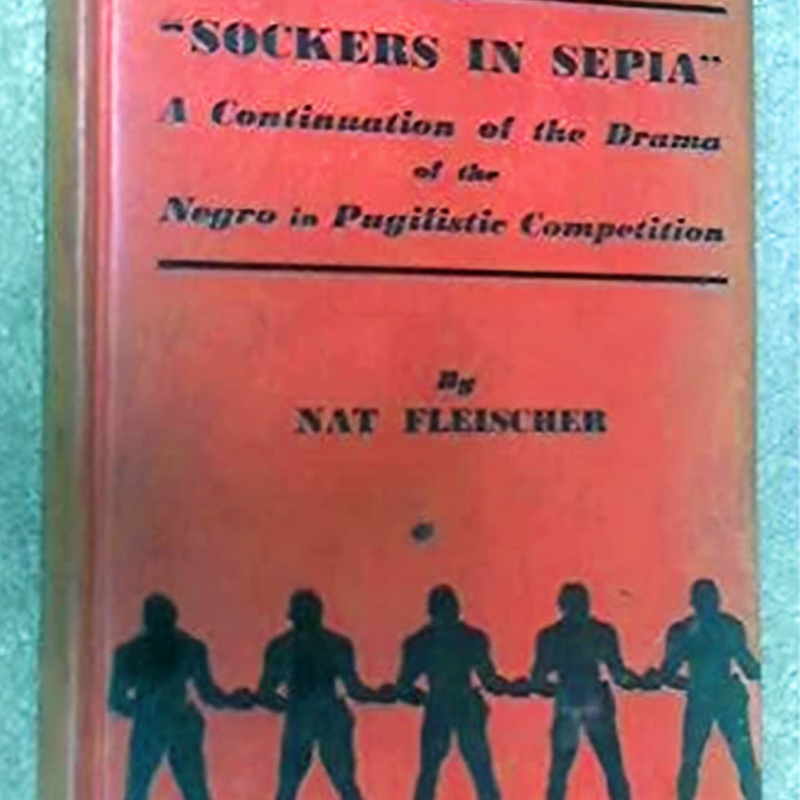 "SOCKERS IN SEPIA"
A Continuation of the Drama
of the
Negro in Pugilistic Competition
By
NAT FLEISCHER